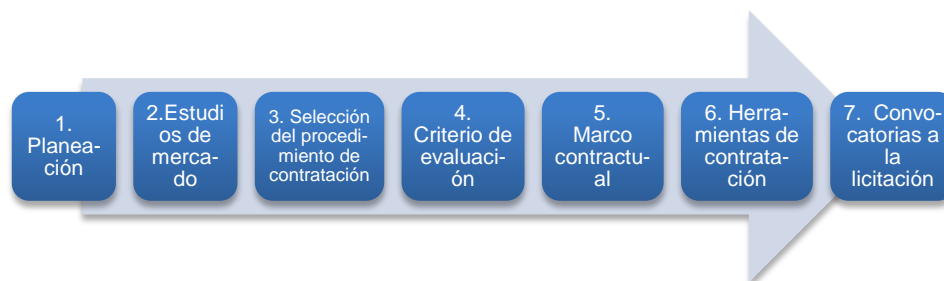 1.
Planea-
ción
2.Estudi
os de
merca-
do
3. Selección
del procedi-
miento de
contratación
4.
Criterio de
evaluaci-
ón
5.
Marco
contractu-
al
6. Herra-
mientas de
contrata-
ción
7. Convo-
catorias a
la
licitación